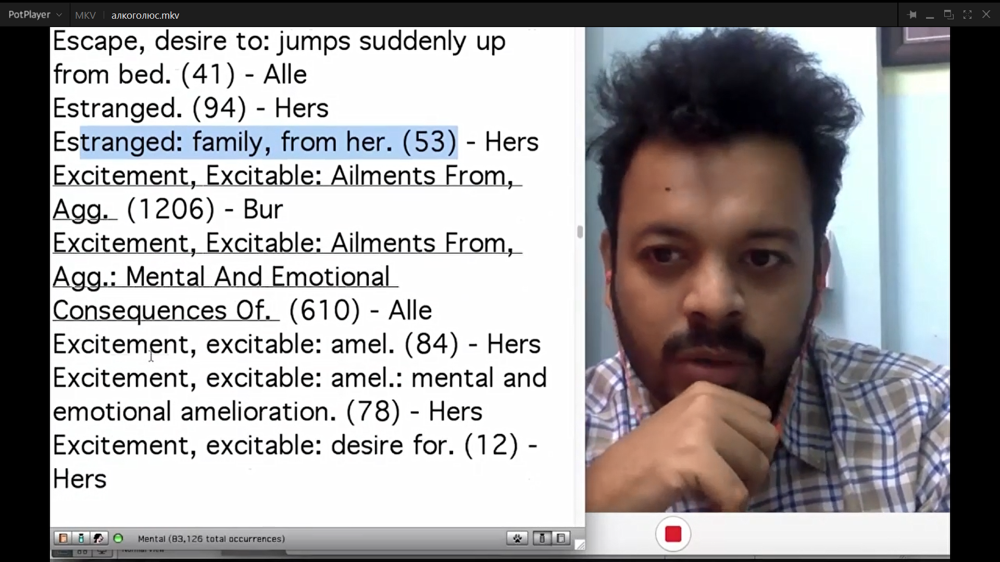 PotPlayer MKV алкоголюс.mkv
Escape, desire to: jumps suddenly up
from bed. (41) - Alle
Estranged. (94) - Hers
Estranged: family, from her. (53) - Hers
Excitement, Excitable: Ailments From,
Agg. (1206) - Bur
Excitement, Excitable: Ailments From,
Agg.: Mental And Emotional
Consequences Of. (610) - Alle
Excitement, excitable: amel. (84) - Hers
Excitement, excitable: amel.: mental and
emotional amelioration. (78) - Hers
Excitement, excitable: desire for. (12) -
Hers
Mental (83,126 total occurrences)
Normal View